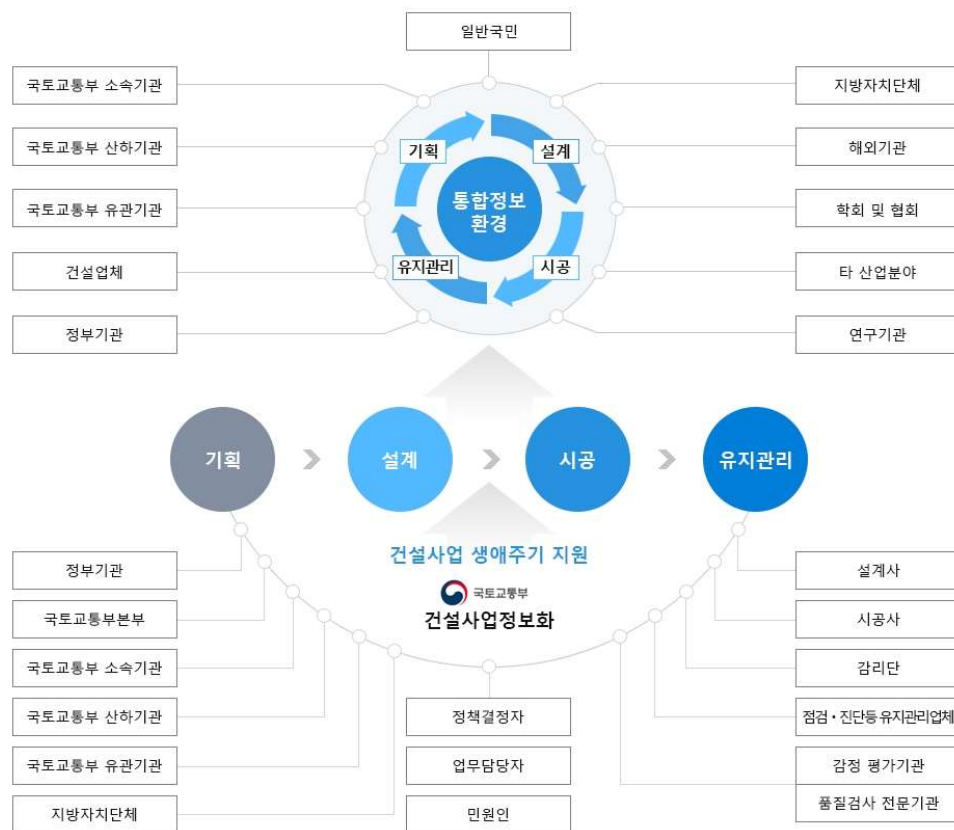 일반국민
국토교통부 소속기관
지방자치단체
국토교통부 산하기관
해외기관
국토교통부 유관기관
학회 및 협회
건설업체
타 산업분야
정부기관
연구기관
기획
설계
통합정보
환경
유지관리
시공
기획
설계
시공
유지관리
건설사업 생애주기 지원
국토교통부
건설사업정보화
정부기관
국토교통부본부
국토교통부 소속기관
국토교통부 산하기관
국토교통부 유관기관
지방자치단체
정책결정자
업무담당자
민원인
설계사
시공사
감리단
점검·진단등 유지관리업체
감정 평가기관
품질검사 전문기관